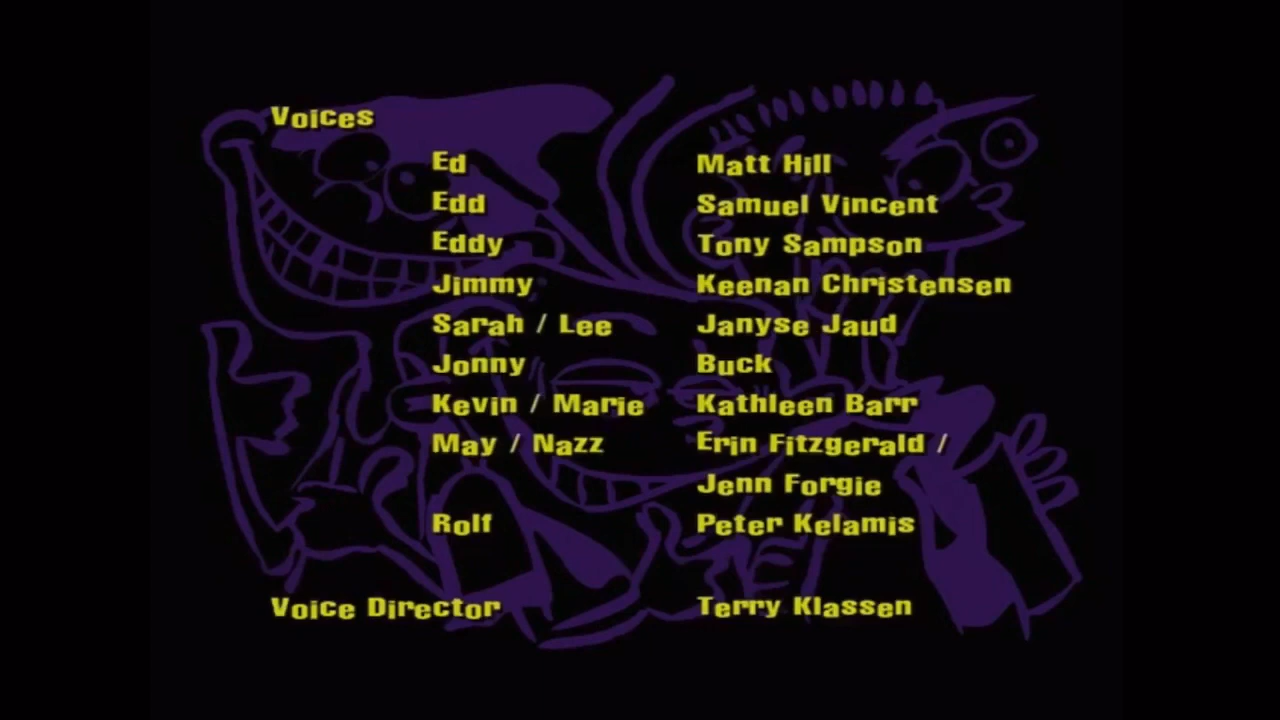 Voices
Ed Matt Hill
Edd Samuel Vincent
Eddy Tony Sampson
Jimmy Keenan Christensen
Sarah / Lee Janyse Jaud
Jonny Buck
Kevin / Marie Kathleen Barr
May / Nazz Erin Fitzgerald /
Jenn Forgie
Rolf Peter Kelamis
Voice Director Terry Klassen